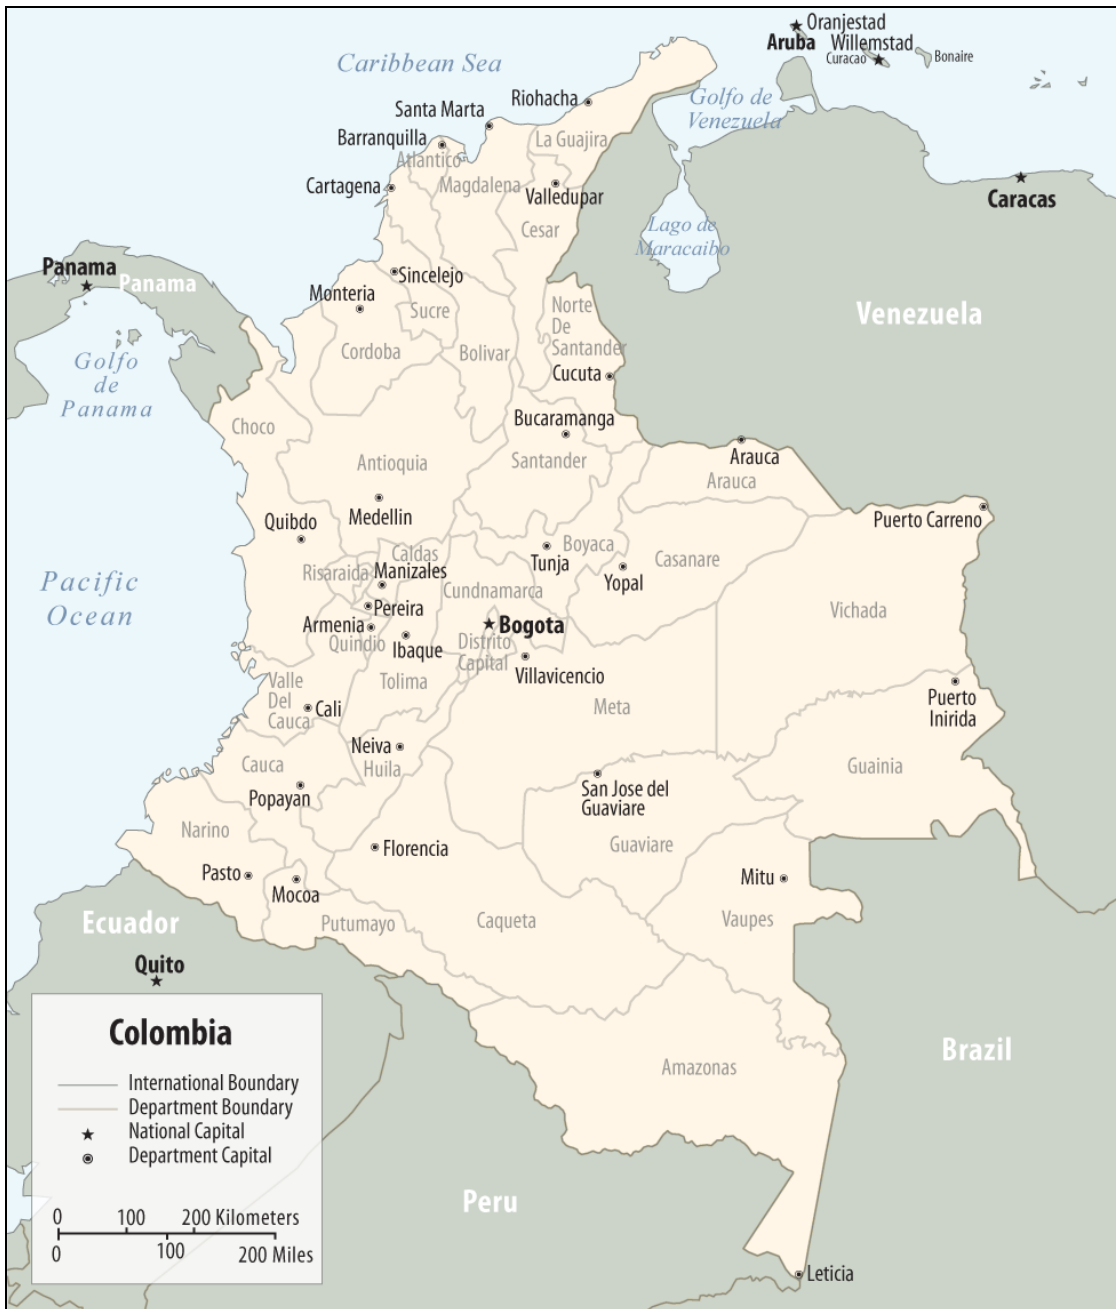 Oranjestad
Aruba
Willemstad
Curacao
Bonaire
Caribbean Sea
Riohacha
Golfo de
Venezuela
Santa Marta
Barranquilla
La Guajira
Atlantico
Magdalena
Cartagena
Valledupar
Caracas
Cesar
Lago de
Maracaibo
Panama
Panama
Sincelejo
Monteria
Sucre
Norte
De
Santander
Venezuela
Cordoba
Bolivar
Golfo
de
Panama
Cucuta
Choco
Bucaramanga
Santander
Antioquia
Arauca
Arauca
Medellin
Quibdo
Puerto Carreno
Caldas
Boyaca
Tunja
Casanare
Risaraida
Manizales
Yopal
Pacific
Ocean
Cundnamarca
Pereira
Vichada
Armenia
Quindio
Ibaque
Bogota
Distrito
Capital
Villavicencio
Tolima
Valle
Del
Cauca
Cali
Meta
Puerto
Inirida
Neiva
Huila
Cauca
Guainia
Popayan
San Jose del
Guaviare
Narino
Florencia
Guaviare
Pasto
Mocoa
Mitu
Ecuador
Putumayo
Caqueta
Vaupes
Quito
Colombia
International Boundary
Department Boundary
National Capital
Department Capital
0 100 200 Kilometers
0 100 200 Miles
Amazonas
Brazil
Peru
Leticia